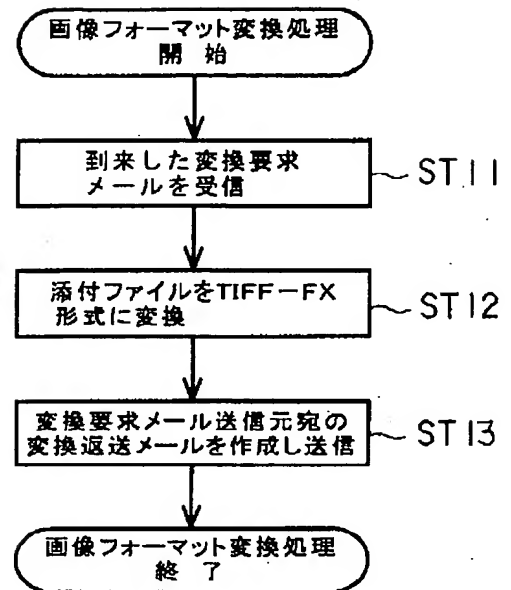 画像フォーマット変換処理
開 始
到来した変換要求
メールを受信
ST11
添付ファイルをTIFF-FX
形式に変換
ST12
変換要求メール送信元宛の
変換返送メールを作成し送信
ST13
画像フォーマット変換処理
終 了